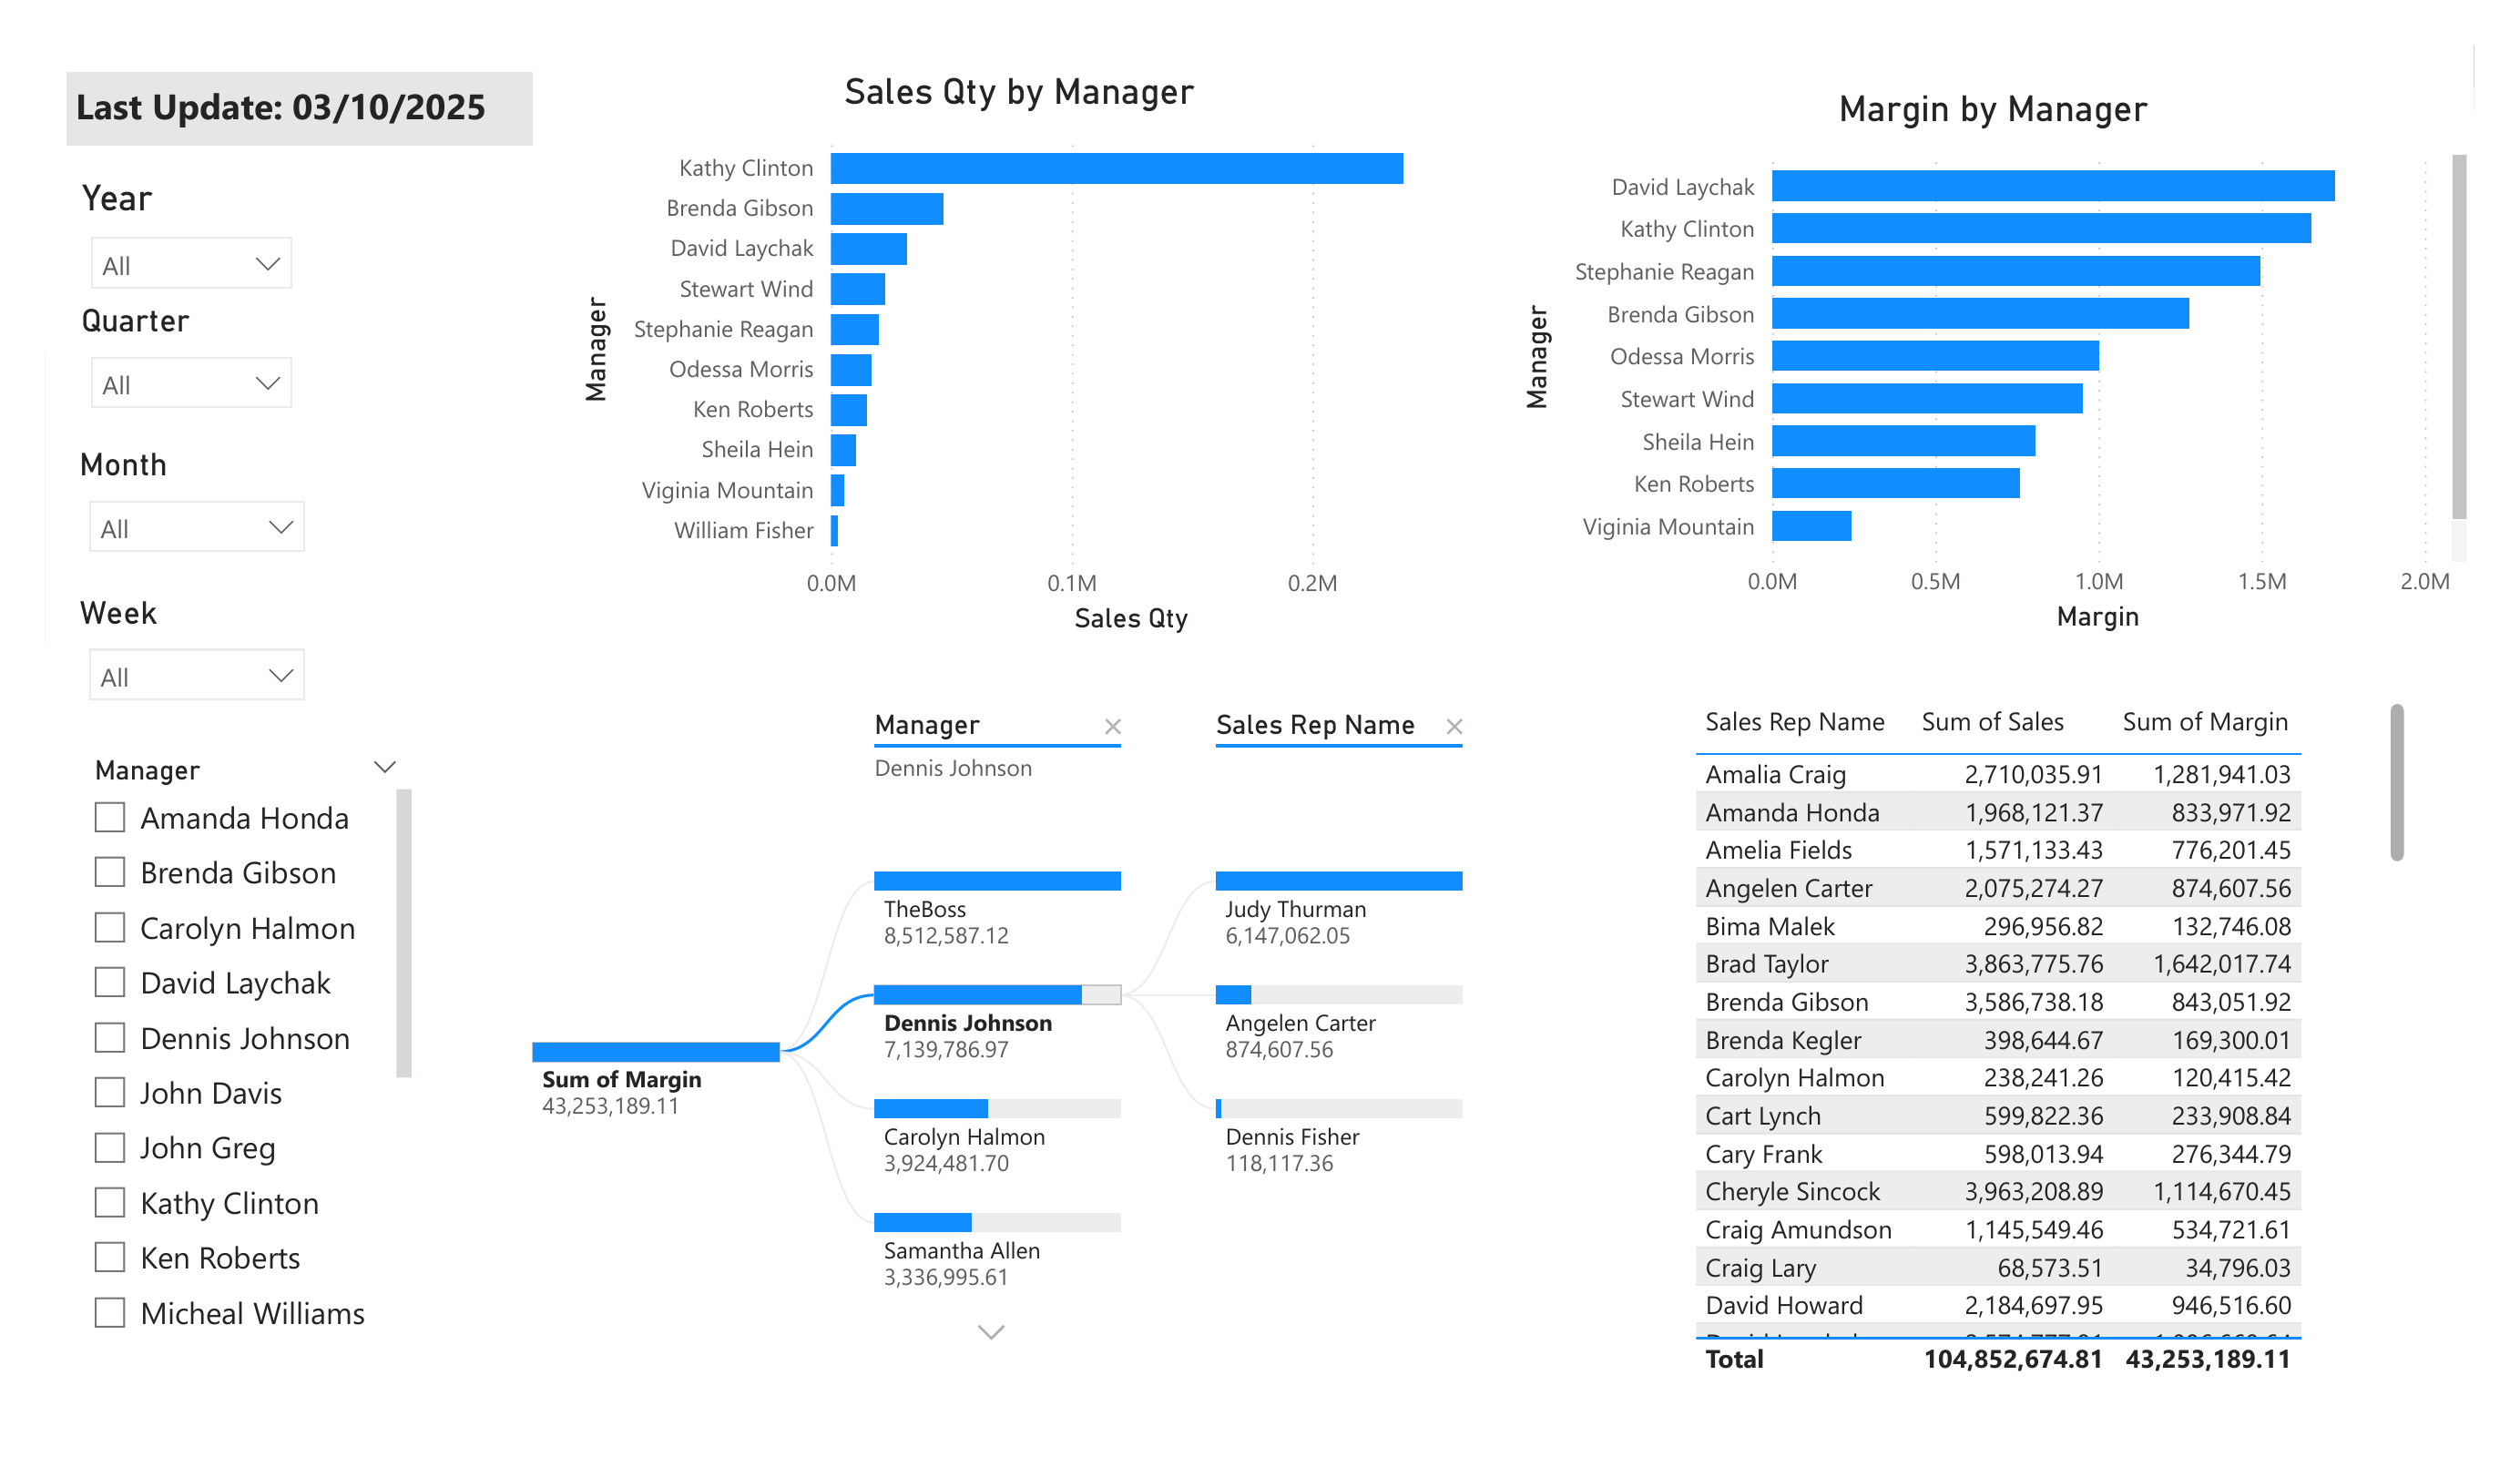 Last Update: 03/10/2025
Year
All
Quarter
All
Month
All
Week
All
Manager
Amanda Honda
Brenda Gibson
Carolyn Halmon
David Laychak
Dennis Johnson
John Davis
John Greg
Kathy Clinton
Ken Roberts
Micheal Williams
Sales Qty by Manager
Manager
Kathy Clinton
Brenda Gibson
David Laychak
Stewart Wind
Stephanie Reagan
Odessa Morris
Ken Roberts
Sheila Hein
Viginia Mountain
William Fisher
0.0M 0.1M 0.2M
Sales Qty
Margin by Manager
Manager
David Laychak
Kathy Clinton
Stephanie Reagan
Brenda Gibson
Odessa Morris
Stewart Wind
Sheila Hein
Ken Roberts
Viginia Mountain
0.0M 0.5M 1.0M 1.5M 2.0M
Margin
Sum of Margin
43,253,189.11
Manager
Dennis Johnson
TheBoss
8,512,587.12
Dennis Johnson
7,139,786.97
Carolyn Halmon
3,924,481.70
Samantha Allen
3,336,995.61
Sales Rep Name
Judy Thurman
6,147,062.05
Angelen Carter
874,607.56
Dennis Fisher
118,117.36
Sales Rep Name Sum of Sales Sum of Margin
Amalia Craig 2,710,035.91 1,281,941.03
Amanda Honda 1,968,121.37 833,971.92
Amelia Fields 1,571,133.43 776,201.45
Angelen Carter 2,075,274.27 874,607.56
Bima Malek 296,956.82 132,746.08
Brad Taylor 3,863,775.76 1,642,017.74
Brenda Gibson 3,586,738.18 843,051.92
Brenda Kegler 398,644.67 169,300.01
Carolyn Halmon 238,241.26 120,415.42
Cart Lynch 599,822.36 233,908.84
Cary Frank 598,013.94 276,344.79
Cheryle Sincock 3,963,208.89 1,114,670.45
Craig Amundson 1,145,549.46 534,721.61
Craig Lary 68,573.51 34,796.03
David Howard 2,184,697.95 946,516.60
Total 104,852,674.81 43,253,189.11